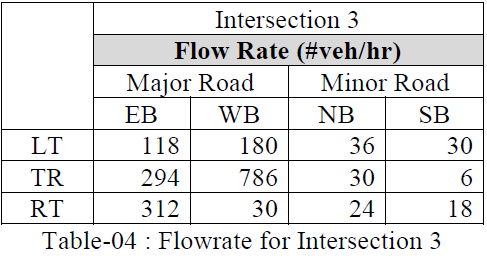 Intersection 3
Flow Rate (#veh/hr)
Major Road Minor Road
EB WB NB SB
LT 118 180 36 30
TR 294 786 30 6
RT 312 30 24 18
Table-04 : Flowrate for Intersection 3